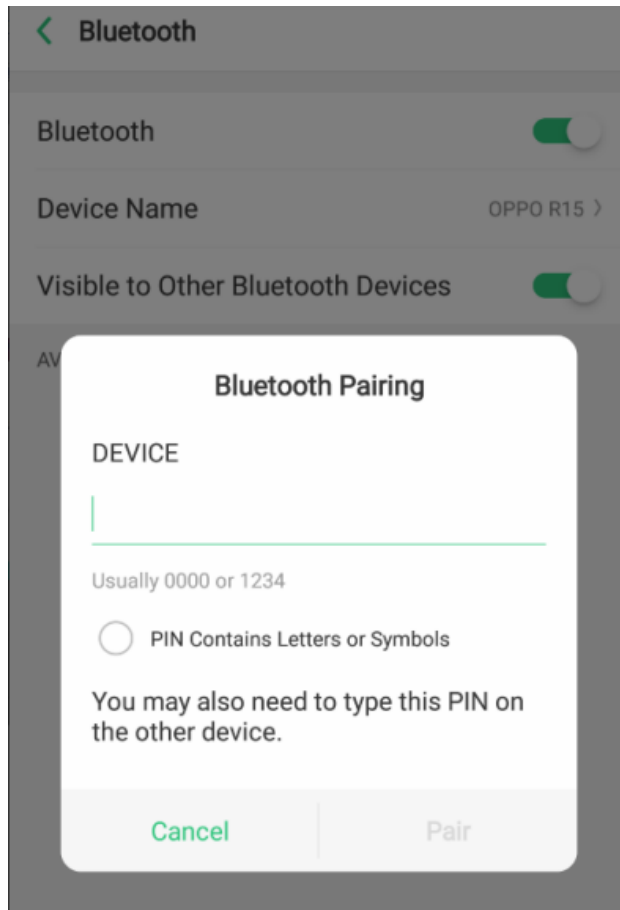 Bluetooth
Bluetooth
Device Name OPPO R15
Visible to Other Bluetooth Devices
AV
Bluetooth Pairing
DEVICE
Usually 0000 or 1234
PIN Contains Letters or Symbols
You may also need to type this PIN on
the other device.
Cancel Pair